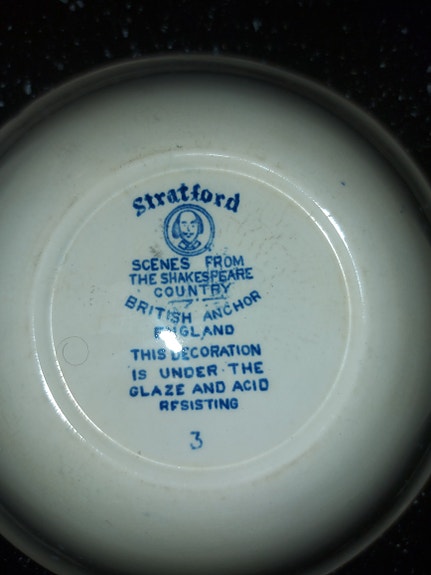 Stratford
SCENES FROM
THE SHAKESPEARE
COUNTRY
BRITISH ANCHOR
ENGLAND
THIS DECORATION
IS UNDER THE
GLAZE AND ACID
RESISTING
3